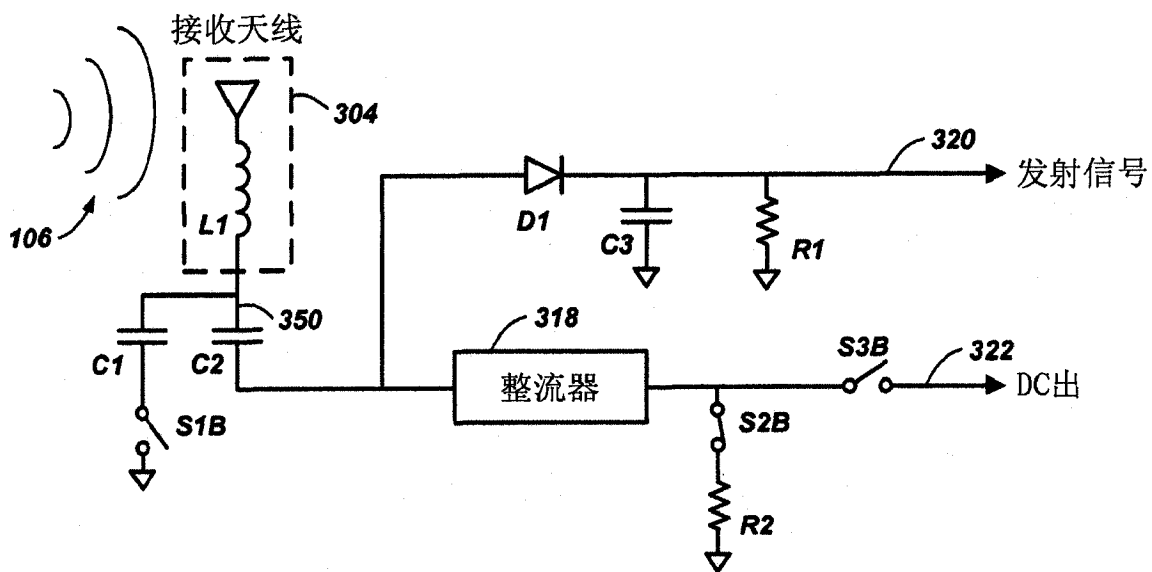 接收天线
304
106
L1
320
发射信号
D1
C3
R1
350
318
C1
C2
S3B
322
整流器
DC出
S1B
S2B
R2